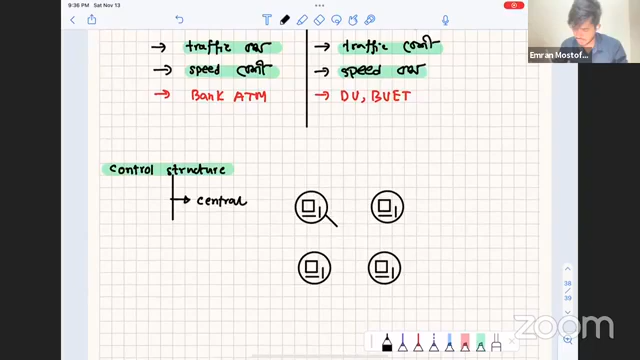 9:36 PM Sat Nov 13
Emran Mostof...
→ traffic কম
→ speed বেশি
→ Bank ATM
→ traffic বেশি
→ speed কম
→ DU, BUET
control structure
→ central
38
/
39
zoom